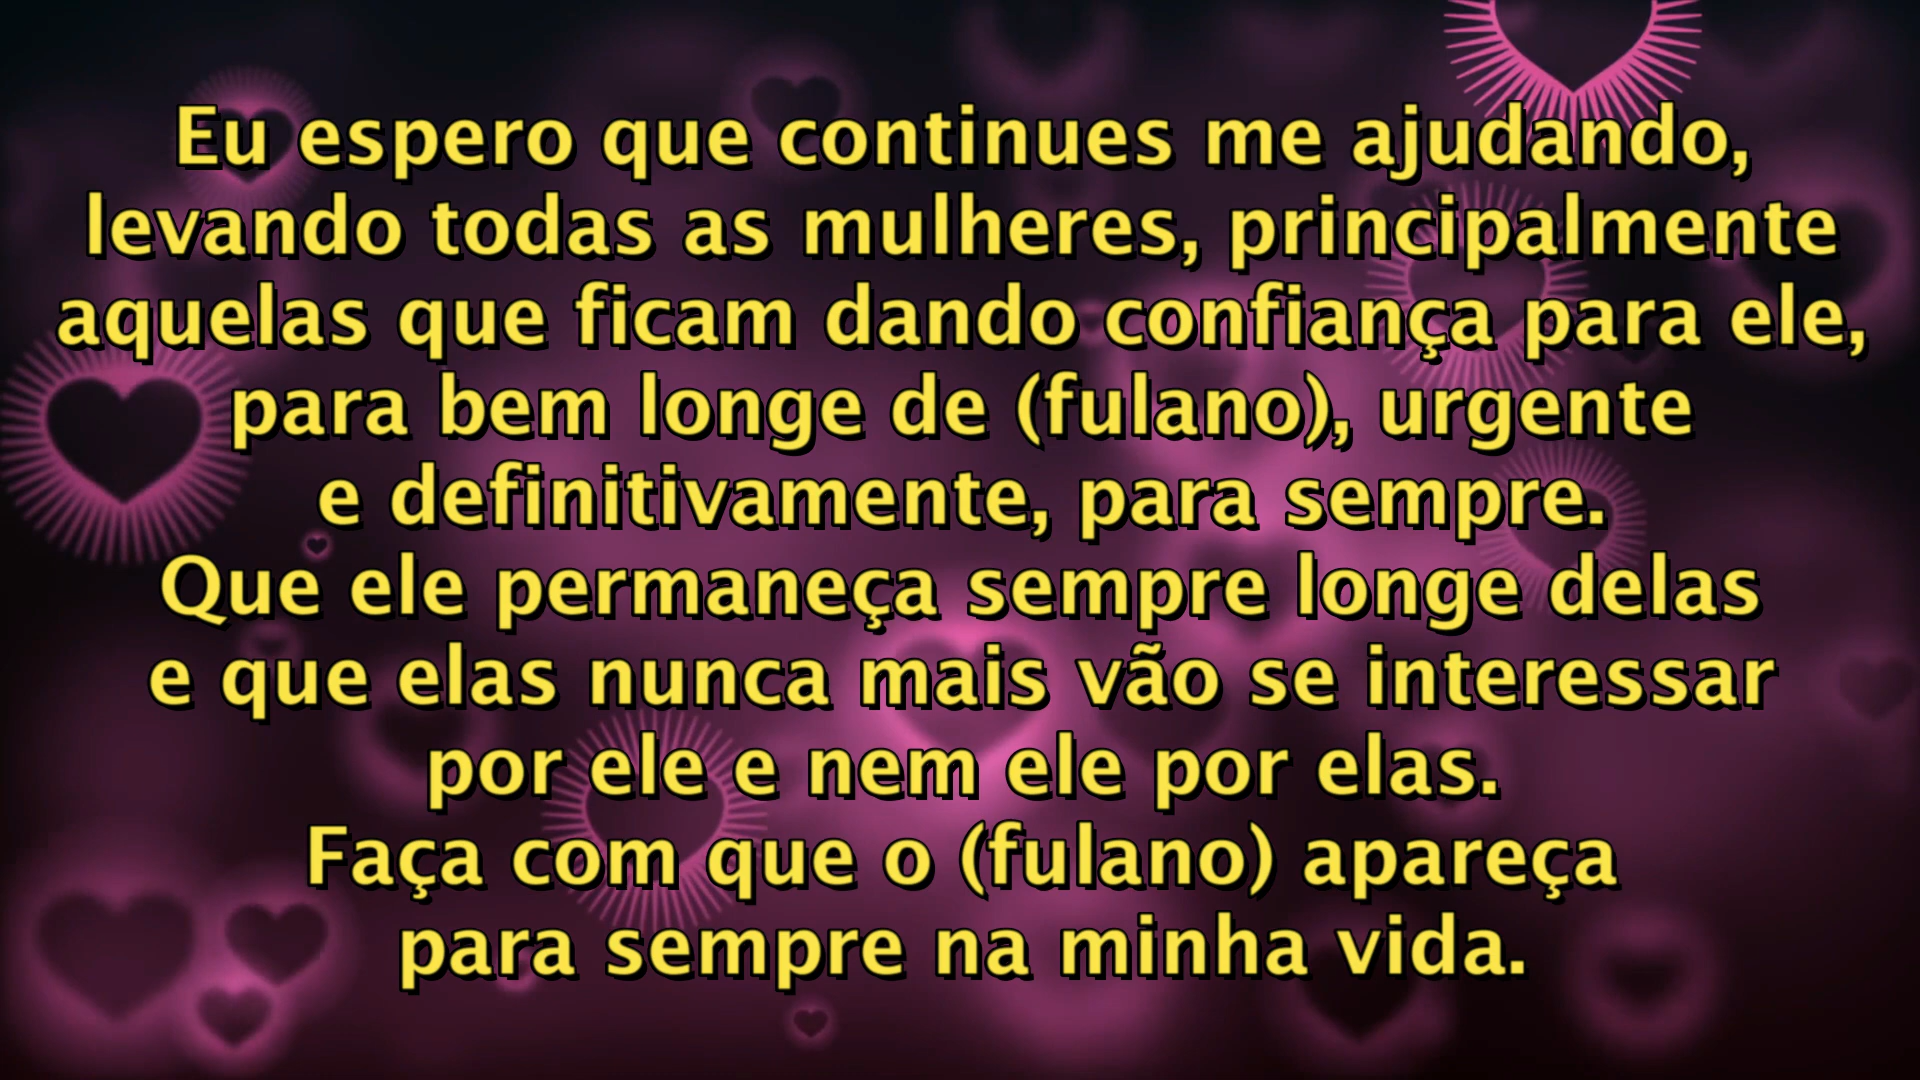 Eu espero que continues me ajudando,
levando todas as mulheres, principalmente
aquelas que ficam dando confiança para ele,
para bem longe de (fulano), urgente
e definitivamente, para sempre.
Que ele permaneça sempre longe delas
e que elas nunca mais vão se interessar
por ele e nem ele por elas.
Faça com que o (fulano) apareça
para sempre na minha vida.